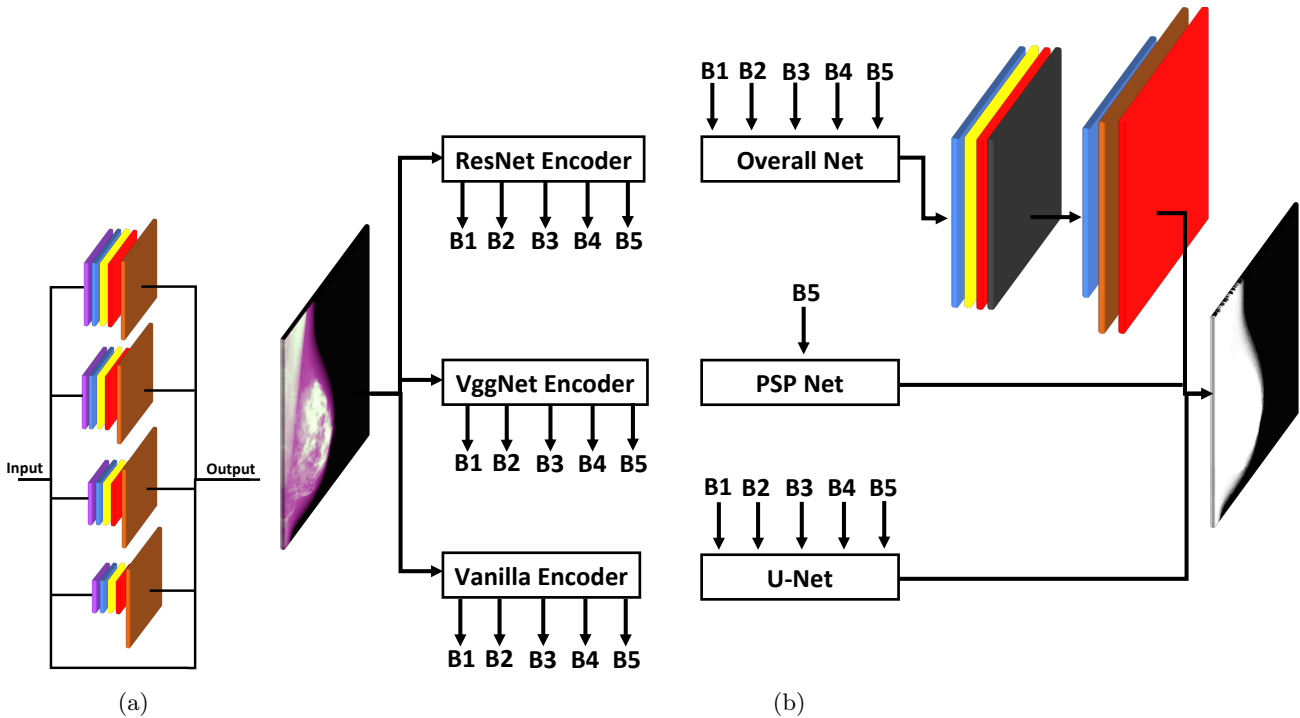 Input
Output
(a)
ResNet Encoder
B1 B2 B3 B4 B5
VggNet Encoder
B1 B2 B3 B4 B5
Vanilla Encoder
B1 B2 B3 B4 B5
B1 B2 B3 B4 B5
Overall Net
B5
PSP Net
B1 B2 B3 B4 B5
U-Net
(b)